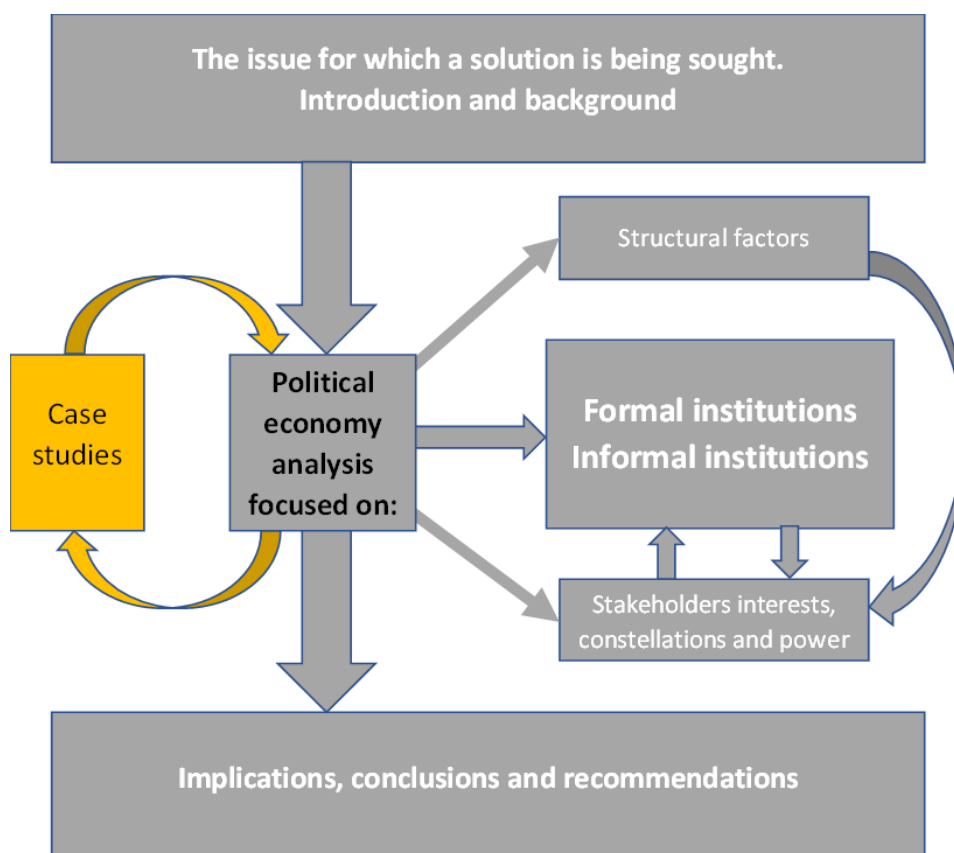 The issue for which a solution is being sought.
Introduction and background
Structural factors
Case
studies
Political
economy
analysis
focused on:
Formal institutions
Informal institutions
Stakeholders interests,
constellations and power
Implications, conclusions and recommendations